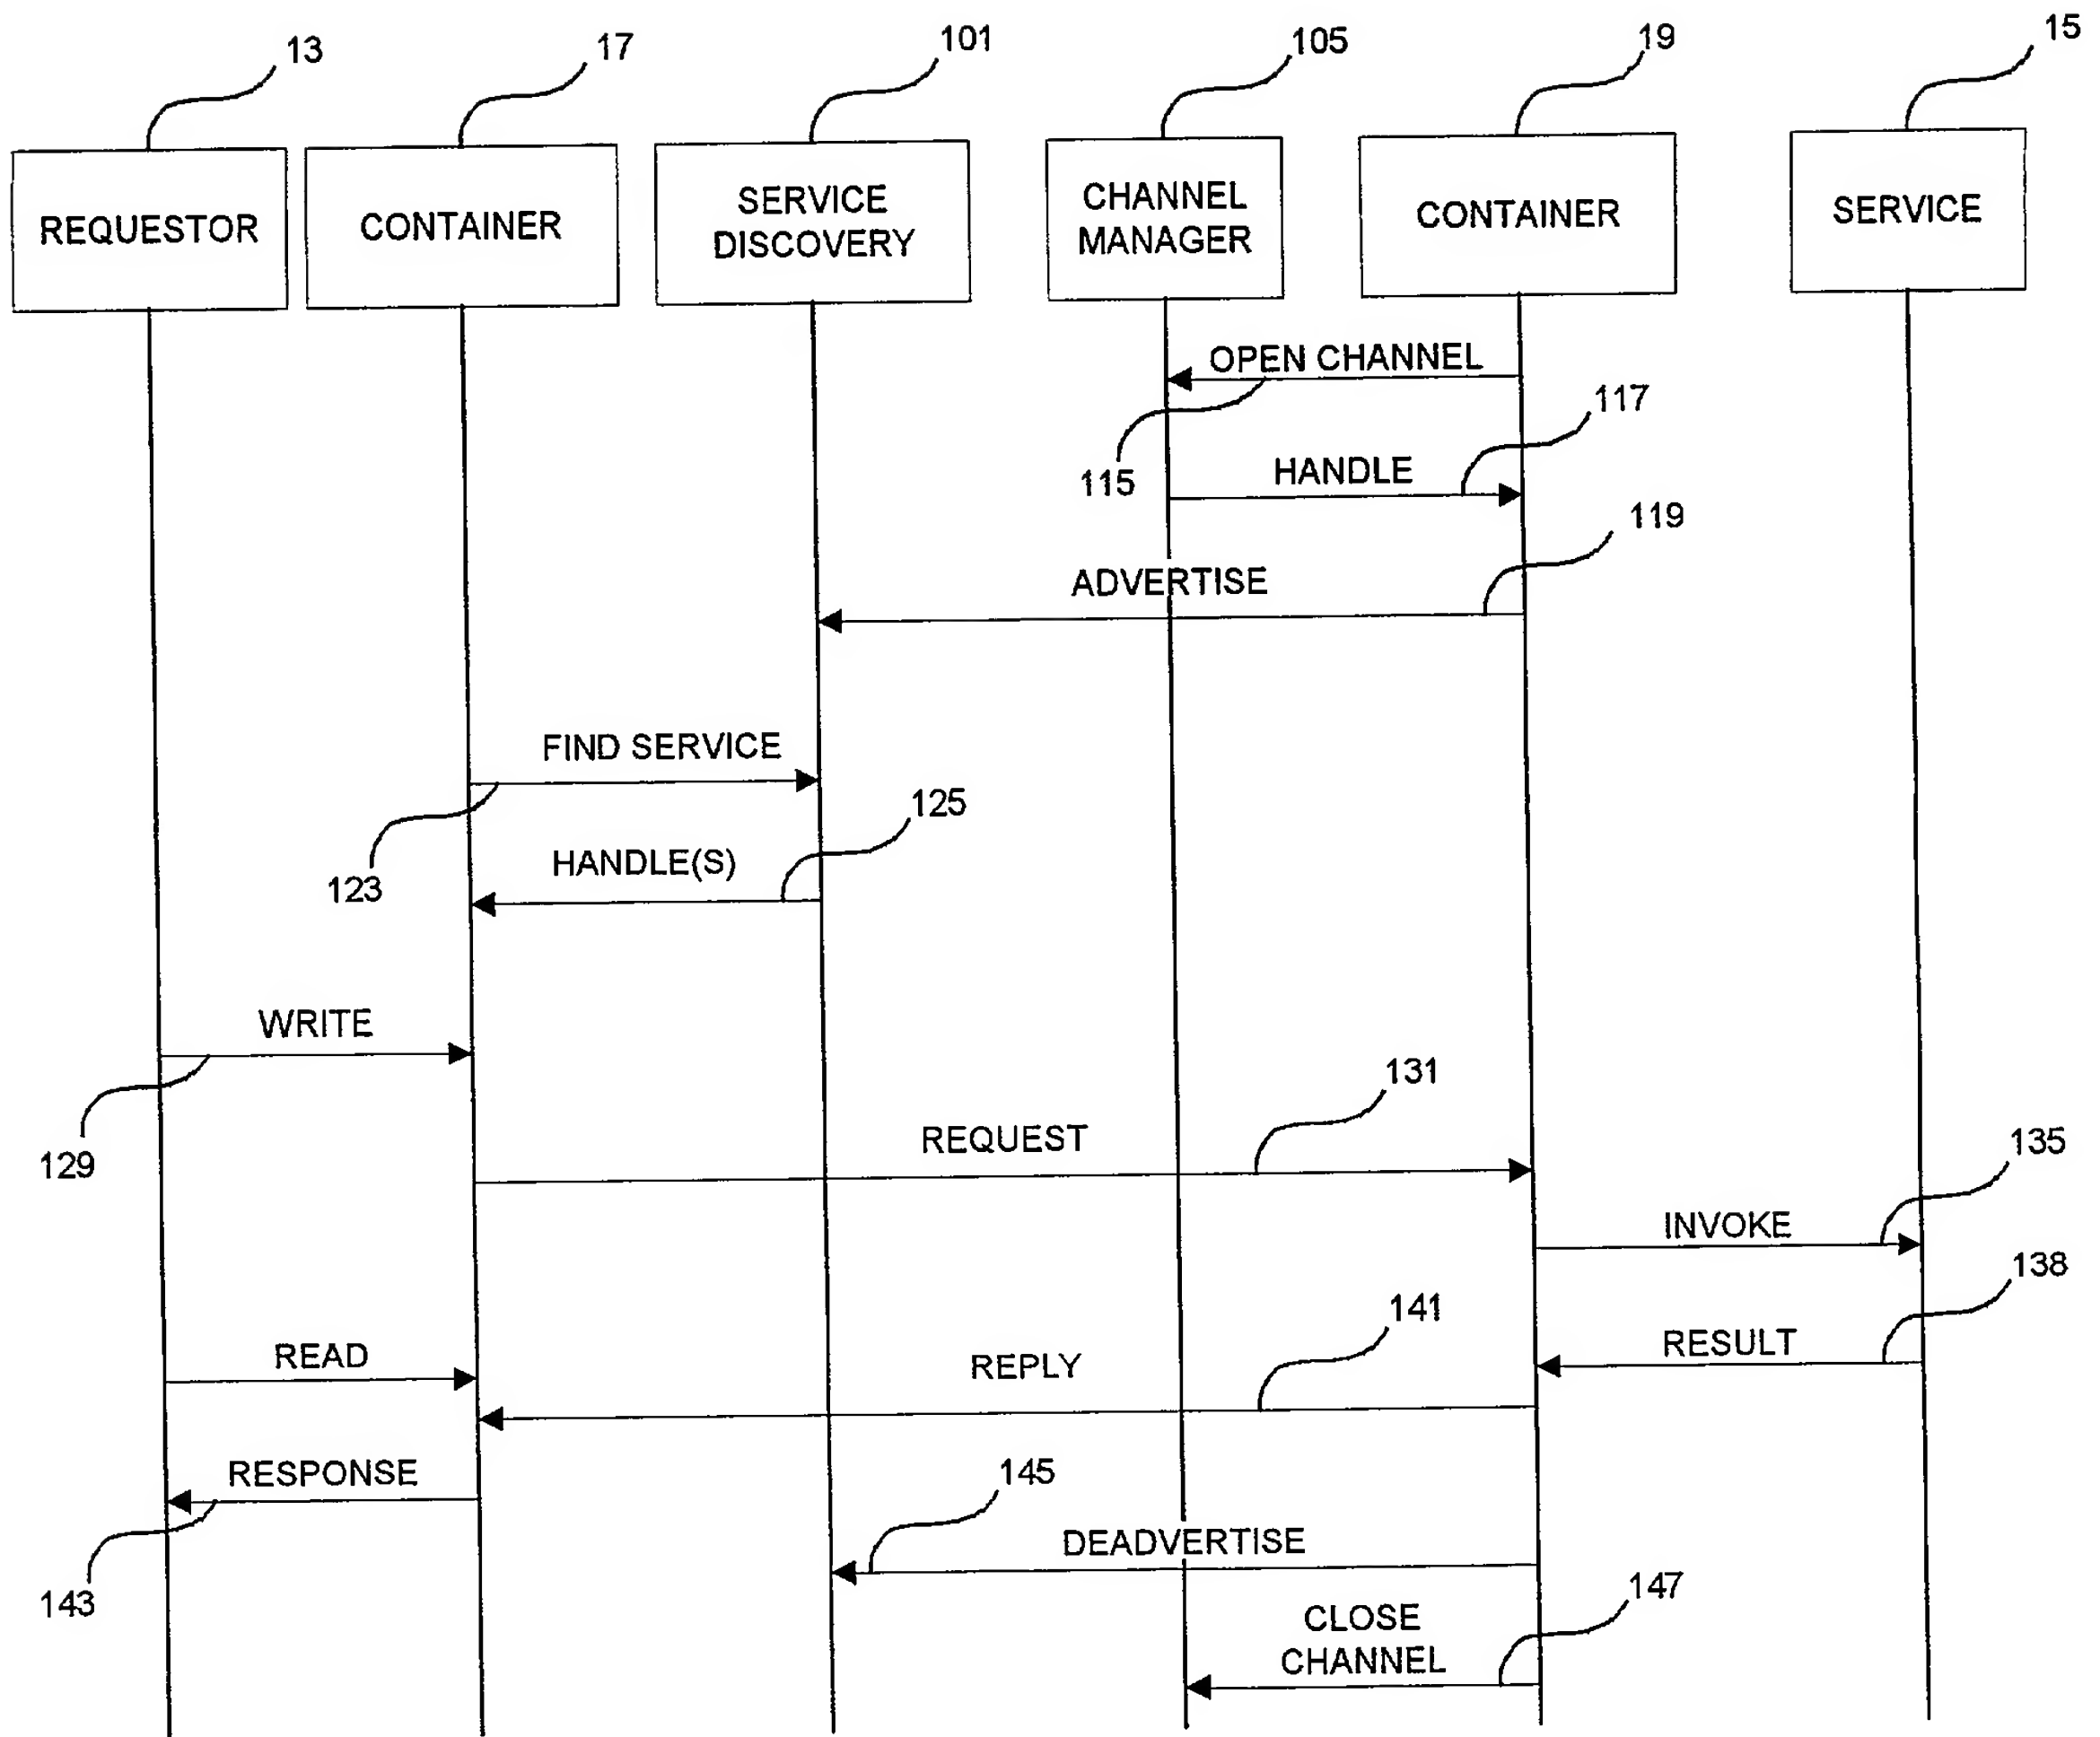 13
17
101
105
19
15
REQUESTOR
CONTAINER
SERVICE
DISCOVERY
CHANNEL
MANAGER
CONTAINER
SERVICE
OPEN CHANNEL
115
117
HANDLE
119
ADVERTISE
FIND SERVICE
123
125
HANDLE(S)
WRITE
129
131
REQUEST
135
INVOKE
138
RESULT
READ
141
REPLY
RESPONSE
143
145
DEADVERTISE
147
CLOSE
CHANNEL